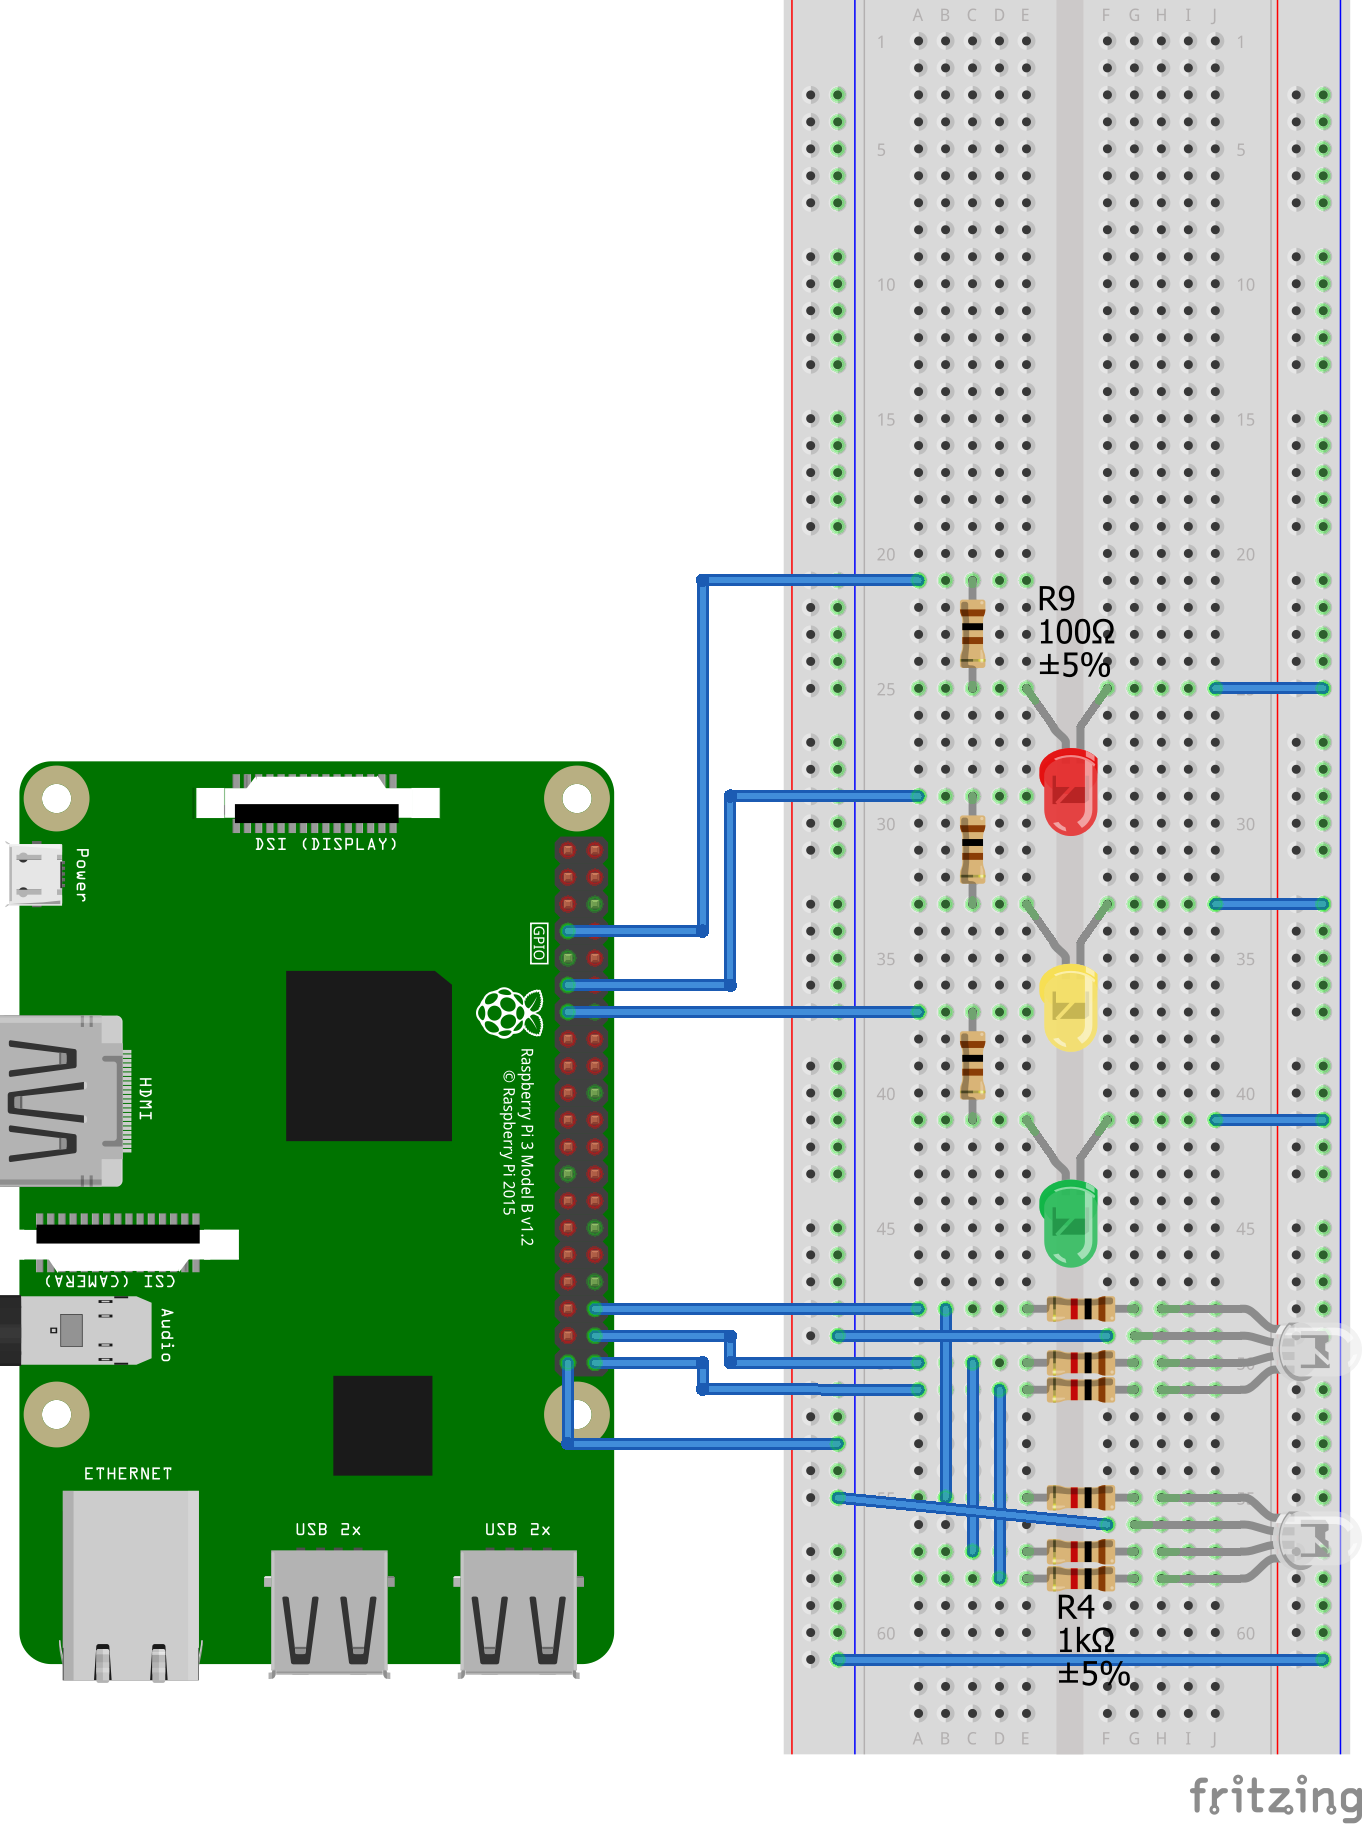 A B C D E F G H I J
1 1
5 5
10 10
15 15
20 20
R9
100Ω
±5%
25
30 30
35 35
40 40
45 45
55
60 60
R4
1kΩ
±5%
A B C D E F G H I J
DSI (DISPLAY)
Power
GPIO
HDMI
Raspberry Pi 3 Model B v1.2
© Raspberry Pi 2015
CSI (CAMERA)
Audio
ETHERNET
USB 2x
USB 2x
fritzing